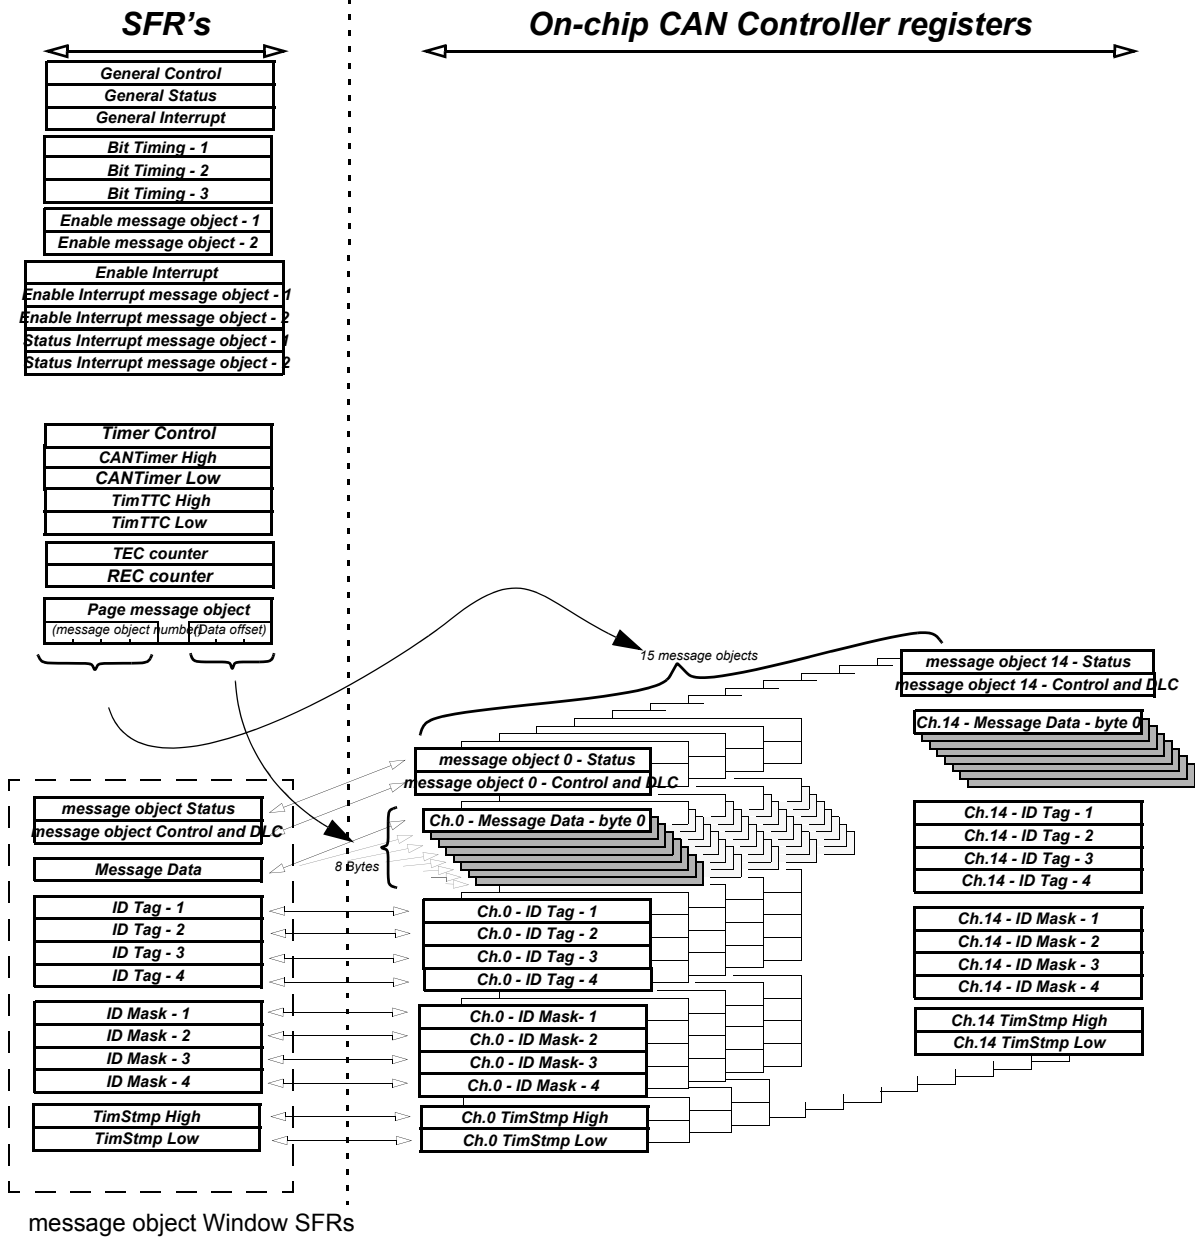 SFR's
On-chip CAN Controller registers
General Control
General Status
General Interrupt
Bit Timing - 1
Bit Timing - 2
Bit Timing - 3
Enable message object - 1
Enable message object - 2
Enable Interrupt
Enable Interrupt message object - 1
Enable Interrupt message object - 2
Status Interrupt message object - 1
Status Interrupt message object - 2
Timer Control
CANTimer High
CANTimer Low
TimTTC High
TimTTC Low
TEC counter
REC counter
Page message object
(message object number)
(Data offset)
15 message objects
message object 14 - Status
message object 14 - Control and DLC
Ch.14 - Message Data - byte 0
Ch.14 - ID Tag - 1
Ch.14 - ID Tag - 2
Ch.14 - ID Tag - 3
Ch.14 - ID Tag - 4
Ch.14 - ID Mask - 1
Ch.14 - ID Mask - 2
Ch.14 - ID Mask - 3
Ch.14 - ID Mask - 4
Ch.14 TimStmp High
Ch.14 TimStmp Low
message object 0 - Status
message object 0 - Control and DLC
Ch.0 - Message Data - byte 0
8 Bytes
Ch.0 - ID Tag - 1
Ch.0 - ID Tag - 2
Ch.0 - ID Tag - 3
Ch.0 - ID Tag - 4
Ch.0 - ID Mask- 1
Ch.0 - ID Mask- 2
Ch.0 - ID Mask- 3
Ch.0 - ID Mask - 4
Ch.0 TimStmp High
Ch.0 TimStmp Low
message object Status
message object Control and DLC
Message Data
ID Tag - 1
ID Tag - 2
ID Tag - 3
ID Tag - 4
ID Mask - 1
ID Mask - 2
ID Mask - 3
ID Mask - 4
TimStmp High
TimStmp Low
message object Window SFRs